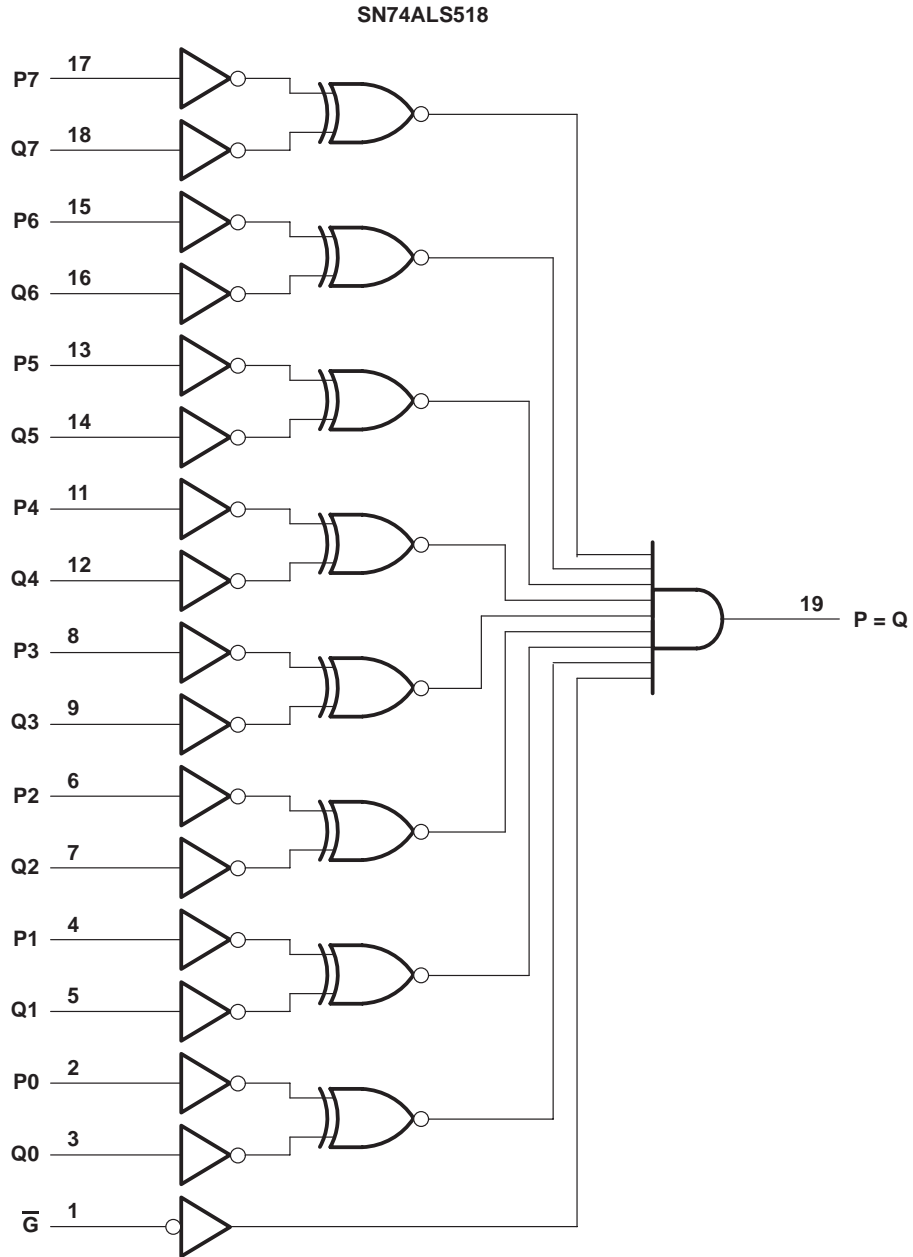 SN74ALS518
P7 17
Q7 18
P6 15
Q6 16
P5 13
Q5 14
P4 11
Q4 12
19 P = Q
P3 8
Q3 9
P2 6
Q2 7
P1 4
Q1 5
P0 2
Q0 3
G̅ 1